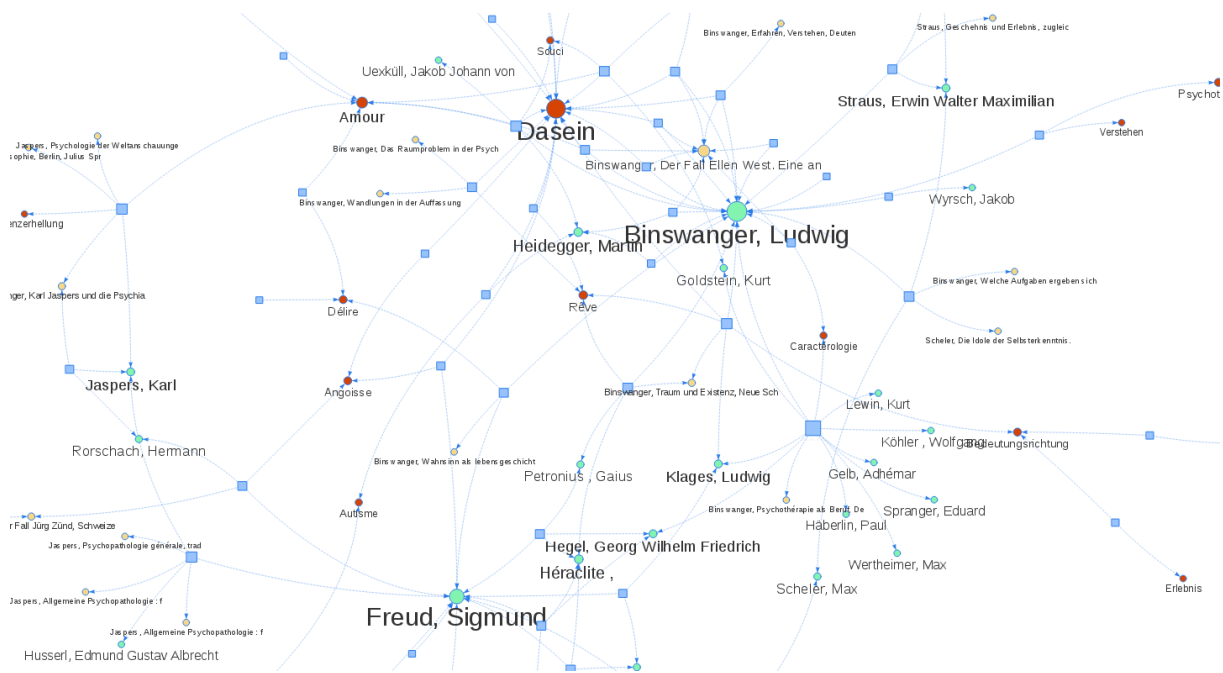 Straus, Geschehnis und Erlebnis, zugleic
Binswanger, Erfahren, Verstehen, Deuten
Souci
Uexküll, Jakob Johann von
Psychot
Straus, Erwin Walter Maximilian
Amour
Dasein
Verstehen
Jaspers, Psychologie der Weltanschauunge
sophie, Berlin, Julius Spr
Binswanger, Das Raumproblem in der Psych
Binswanger, Der Fall Ellen West. Eine an
Binswanger, Wandlungen in der Auffassung
Wyrsch, Jakob
enzerhellung
Heidegger, Martin
Binswanger, Ludwig
Goldstein, Kurt
Binswanger, Welche Aufgaben ergeben sich
nger, Karl Jaspers und die Psychia
Délire
Rêve
Caractérologie
Scheler, Die Idole der Selbsterkenntnis.
Jaspers, Karl
Angoisse
Binswanger, Traum und Existenz, Neue Sch
Lewin, Kurt
Köhler , Wolfgang
Bedeutungsrichtung
Rorschach, Hermann
Binswanger, Wahnsinn als lebensgeschicht
Petronius , Gaius
Klages, Ludwig
Gelb, Adhémar
Autisme
Binswanger, Psychothérapie als Beruf, De
Spranger, Eduard
r Fall Jürg Zünd, Schweize
Häberlin, Paul
Jaspers, Psychopathologie générale, trad
Hegel, Georg Wilhelm Friedrich
Héraclite ,
Wertheimer, Max
Scheler, Max
Erlebnis
Jaspers, Allgemeine Psychopathologie : f
Freud, Sigmund
Jaspers, Allgemeine Psychopathologie : f
Husserl, Edmund Gustav Albrecht